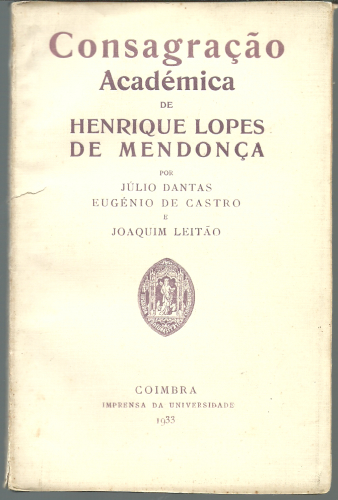 Consagração
Académica
DE
HENRIQUE LOPES
DE MENDONÇA
POR
JÚLIO DANTAS
EUGÉNIO DE CASTRO
E
JOAQUIM LEITÃO
COIMBRA
IMPRENSA DA UNIVERSIDADE
1933